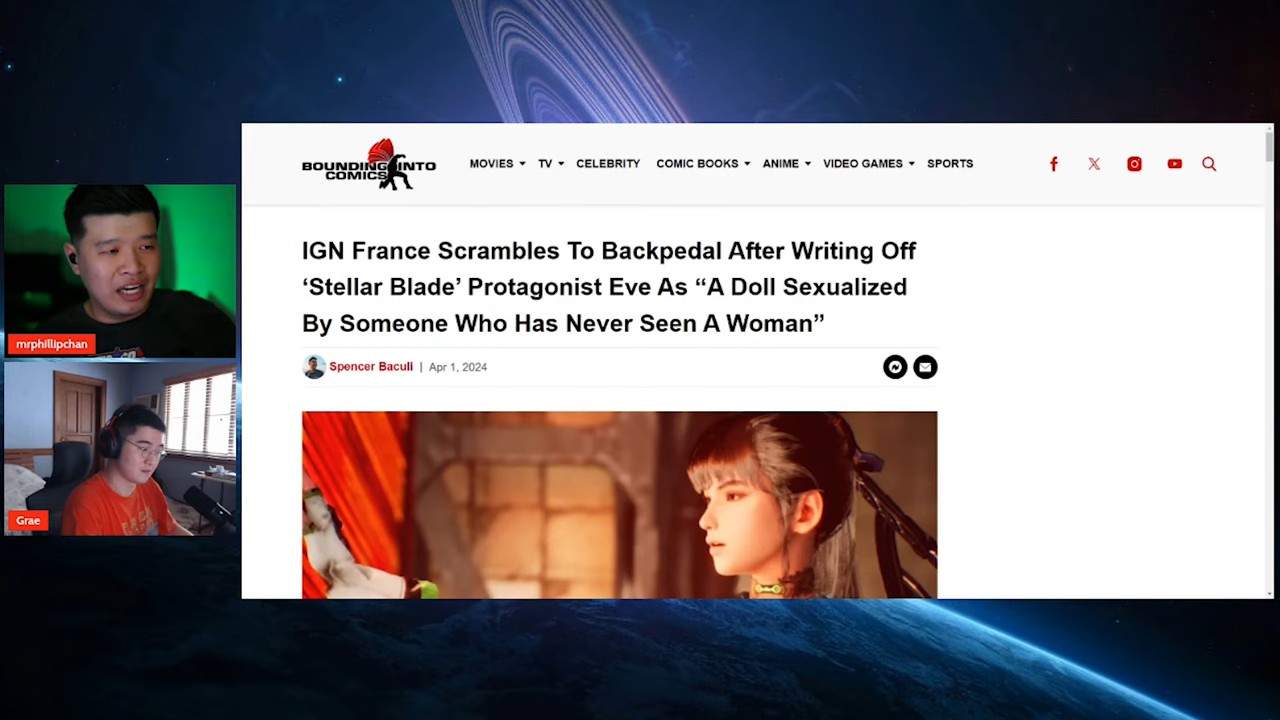 BOUNDING INTO
COMICS
MOVIES TV CELEBRITY COMIC BOOKS ANIME VIDEO GAMES SPORTS
IGN France Scrambles To Backpedal After Writing Off
‘Stellar Blade’ Protagonist Eve As “A Doll Sexualized
By Someone Who Has Never Seen A Woman”
Spencer Baculi | Apr 1, 2024
mrphillipchan
Grae